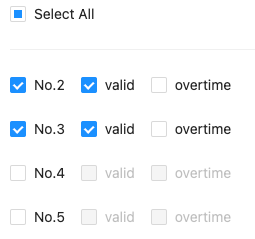 Select All
No.2 valid overtime
No.3 valid overtime
No.4 valid overtime
No.5 valid overtime